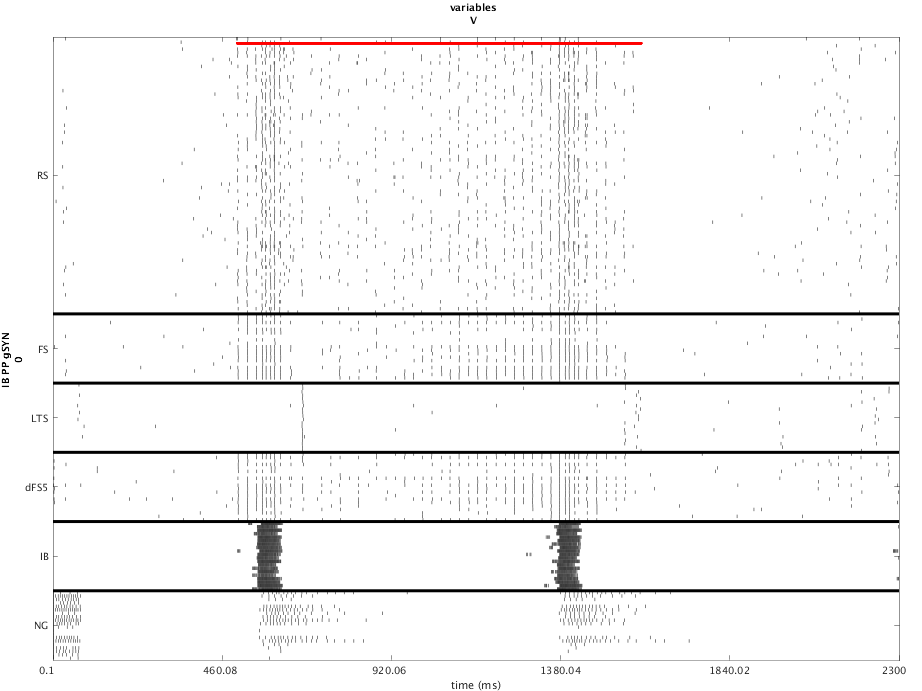 variables
V
RS
FS
LTS
dFS5
IB
NG
IB PP gSYN
0
0.1
460.08
920.06
1380.04
1840.02
2300
time (ms)